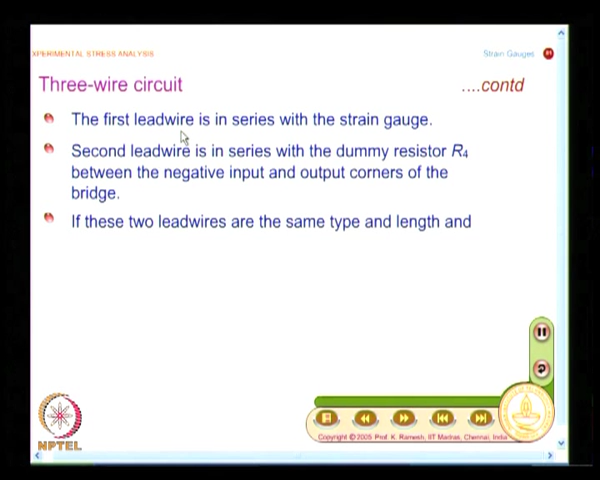 XPERIMENTAL STRESS ANALYSIS
Strain Gauges
Three-wire circuit
....contd
The first leadwire is in series with the strain gauge.
Second leadwire is in series with the dummy resistor R4
between the negative input and output corners of the
bridge.
If these two leadwires are the same type and length and
NPTEL
Copyright © 2005 Prof. K. Ramesh, IIT Madras, Chennai, India